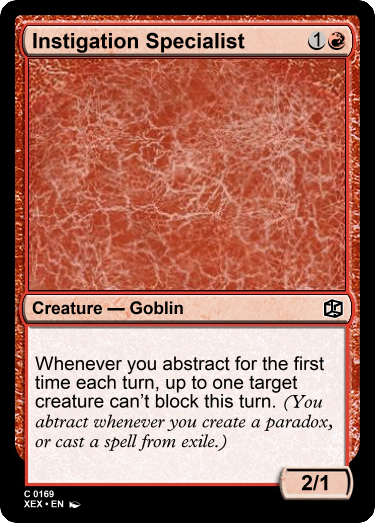 Instigation Specialist 1
Creature — Goblin
Whenever you abstract for the first
time each turn, up to one target
creature can't block this turn. (You
abtract whenever you create a paradox,
or cast a spell from exile.)
2/1
C 0169
XEX • EN